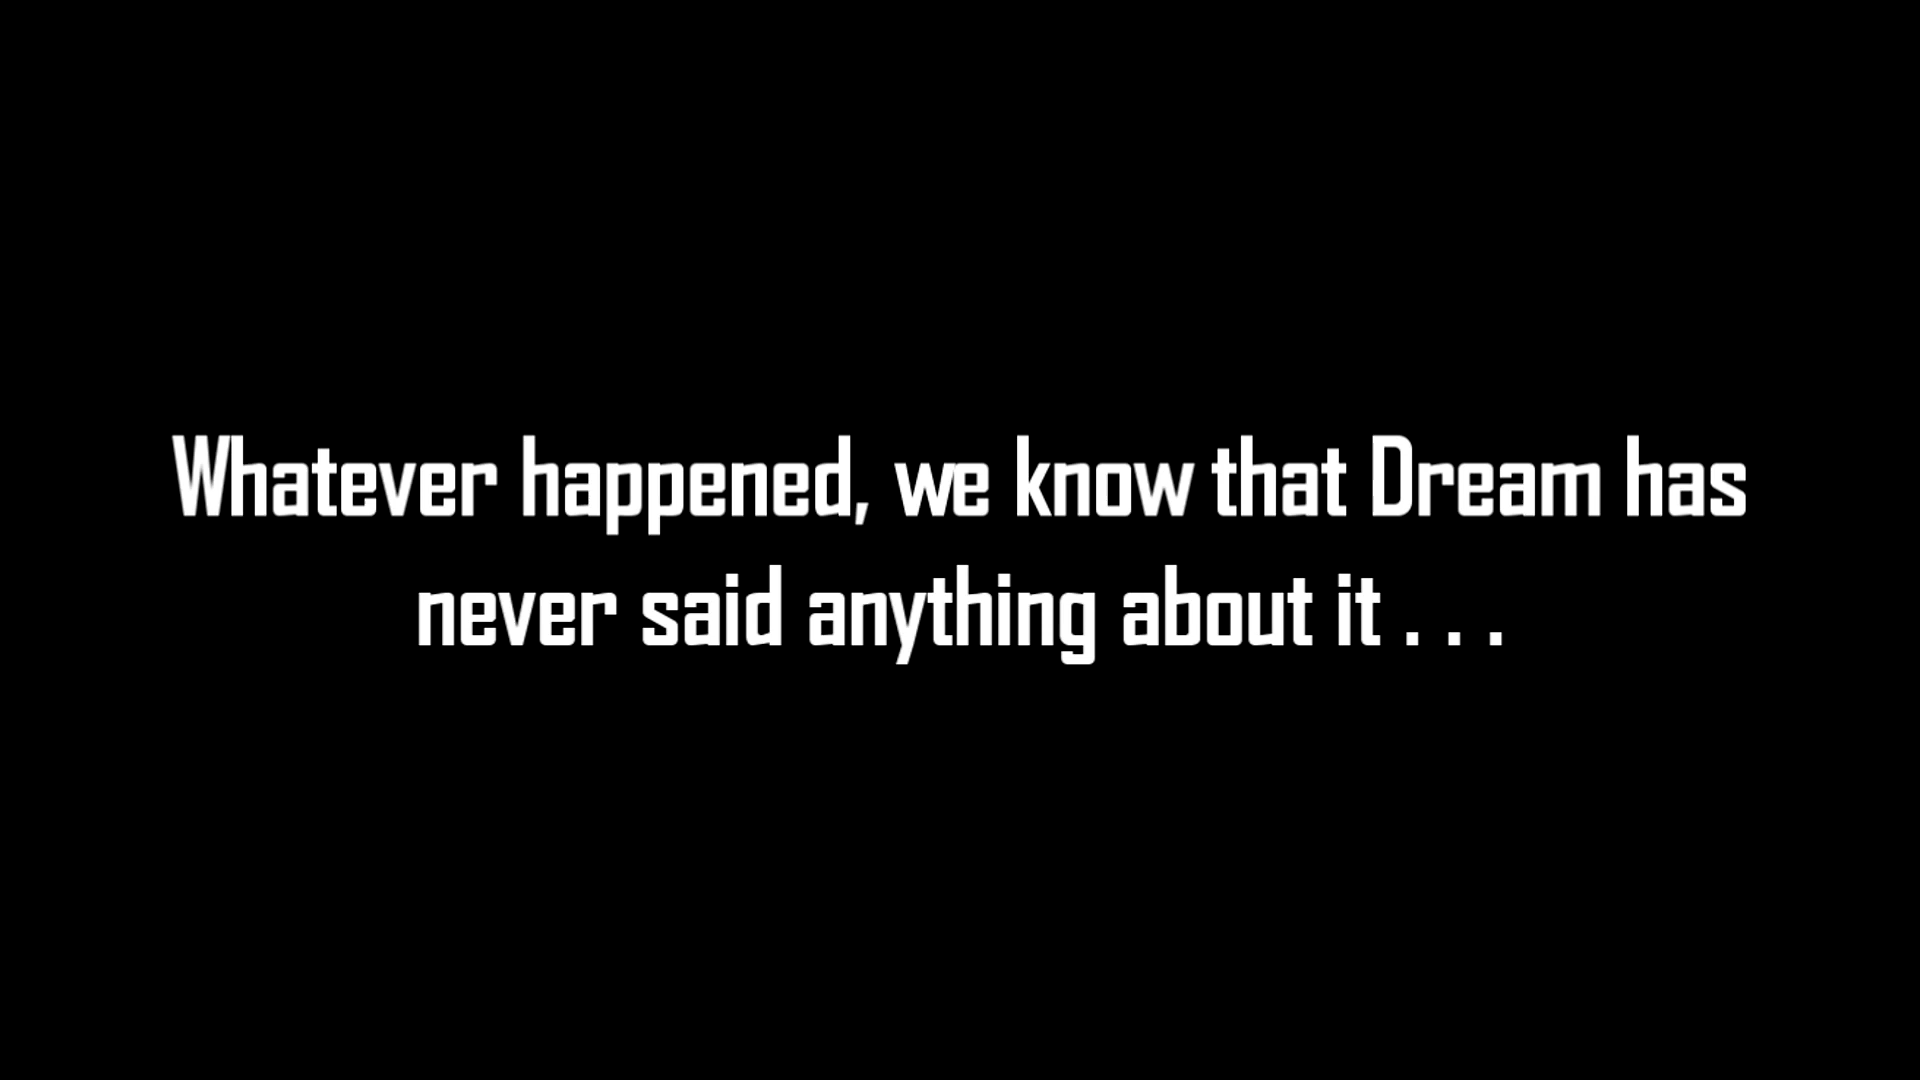 Whatever happened, we know that Dream has
never said anything about it . . .